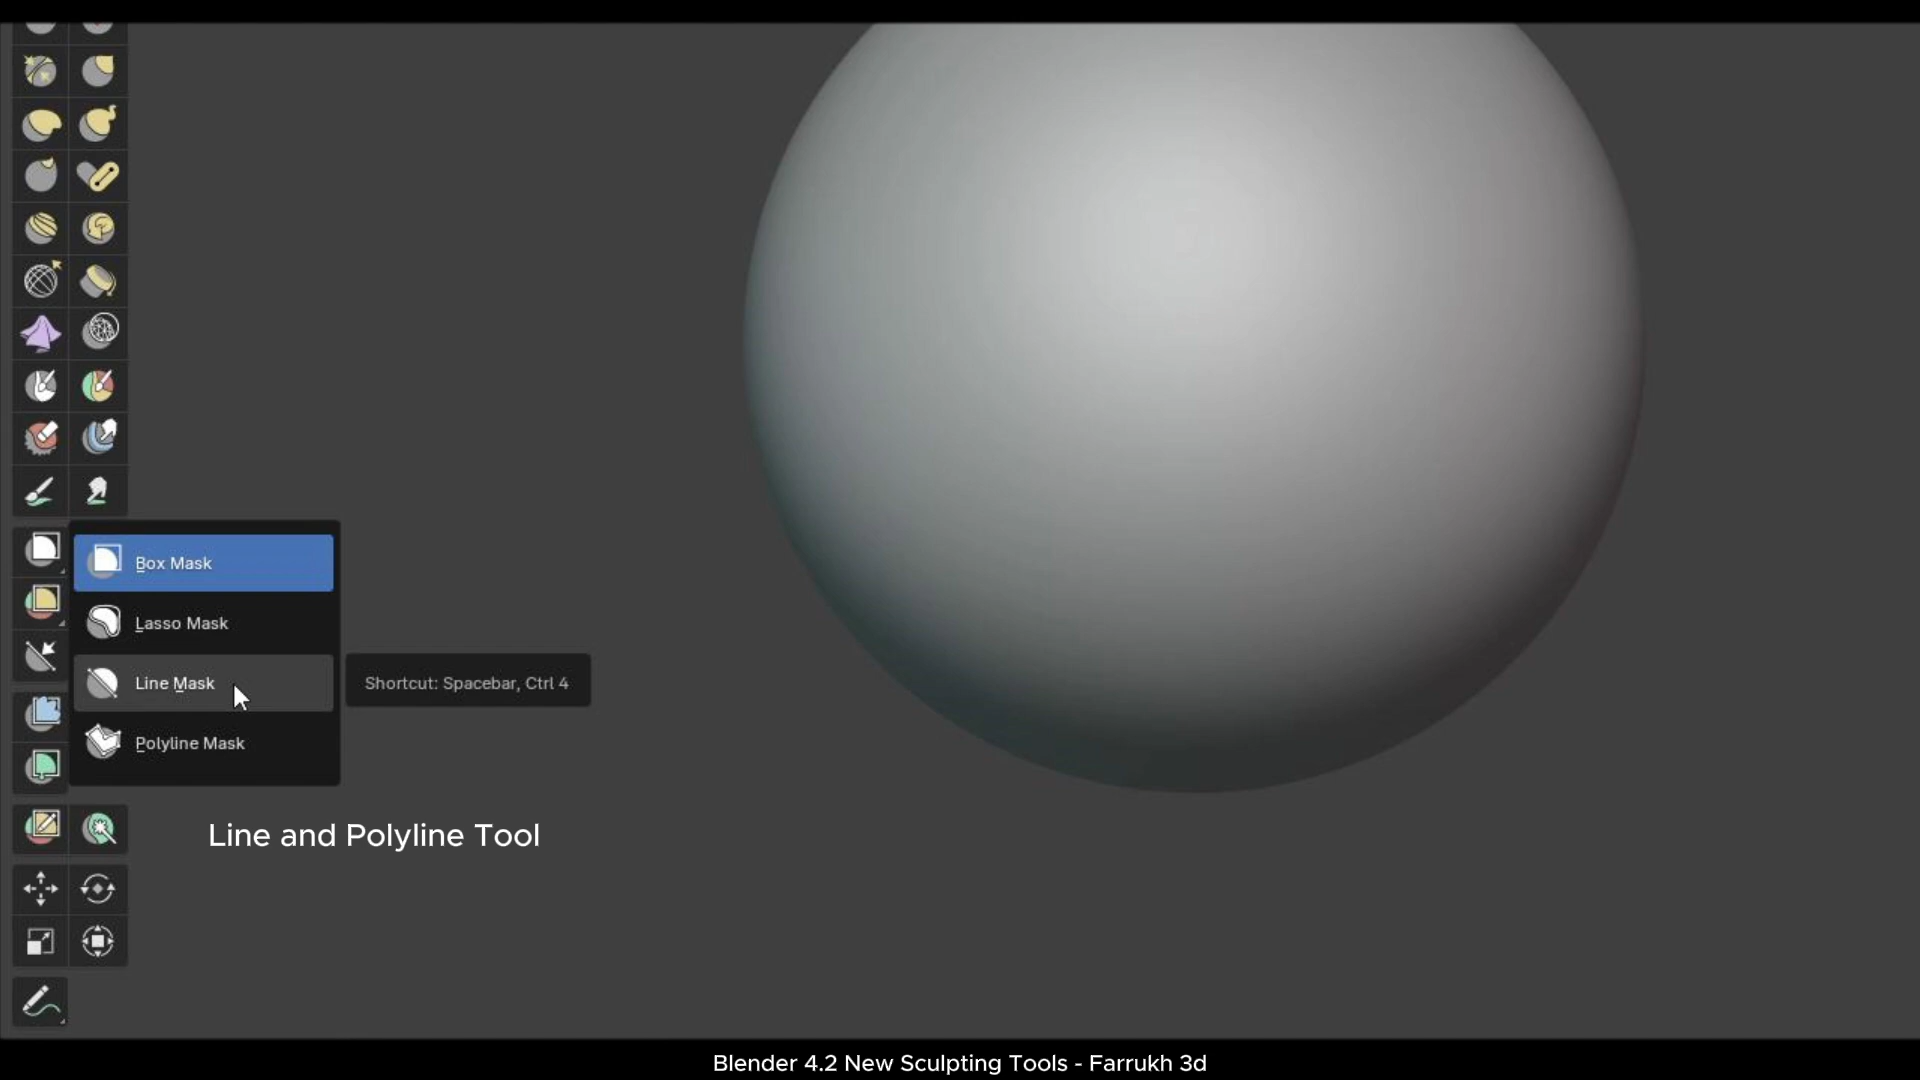 Box Mask
Lasso Mask
Line Mask
Shortcut: Spacebar, Ctrl 4
Polyline Mask
Line and Polyline Tool
Blender 4.2 New Sculpting Tools - Farrukh 3d